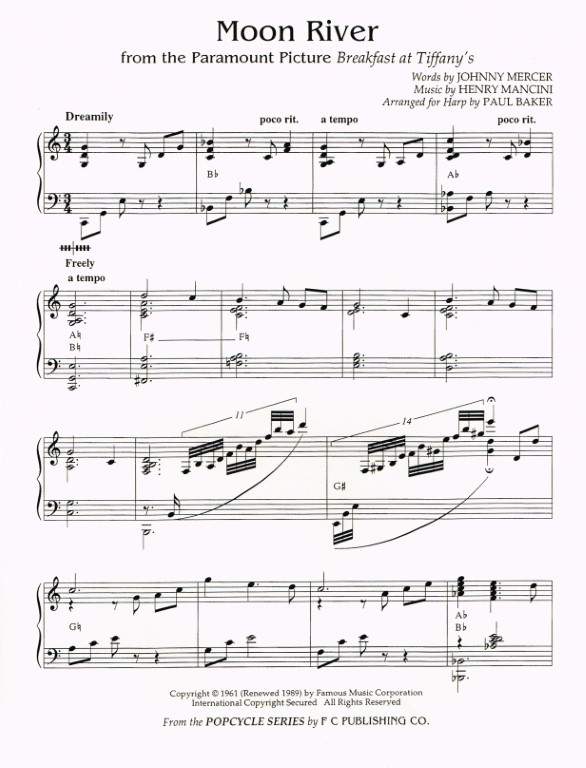 Moon River
from the Paramount Picture Breakfast at Tiffany's
Words by JOHNNY MERCER
Music by HENRY MANCINI
Arranged for Harp by PAUL BAKER
Dreamily
poco rit. a tempo poco rit.
3 4
3 4
B♭ A♭
Freely
a tempo
A♮ F♯ F♮
B♮
11 14
G♯
G♮
A♭
B♭
Copyright © 1961 (Renewed 1989) by Famous Music Corporation
International Copyright Secured All Rights Reserved
From the POPCYCLE SERIES by F C PUBLISHING CO.